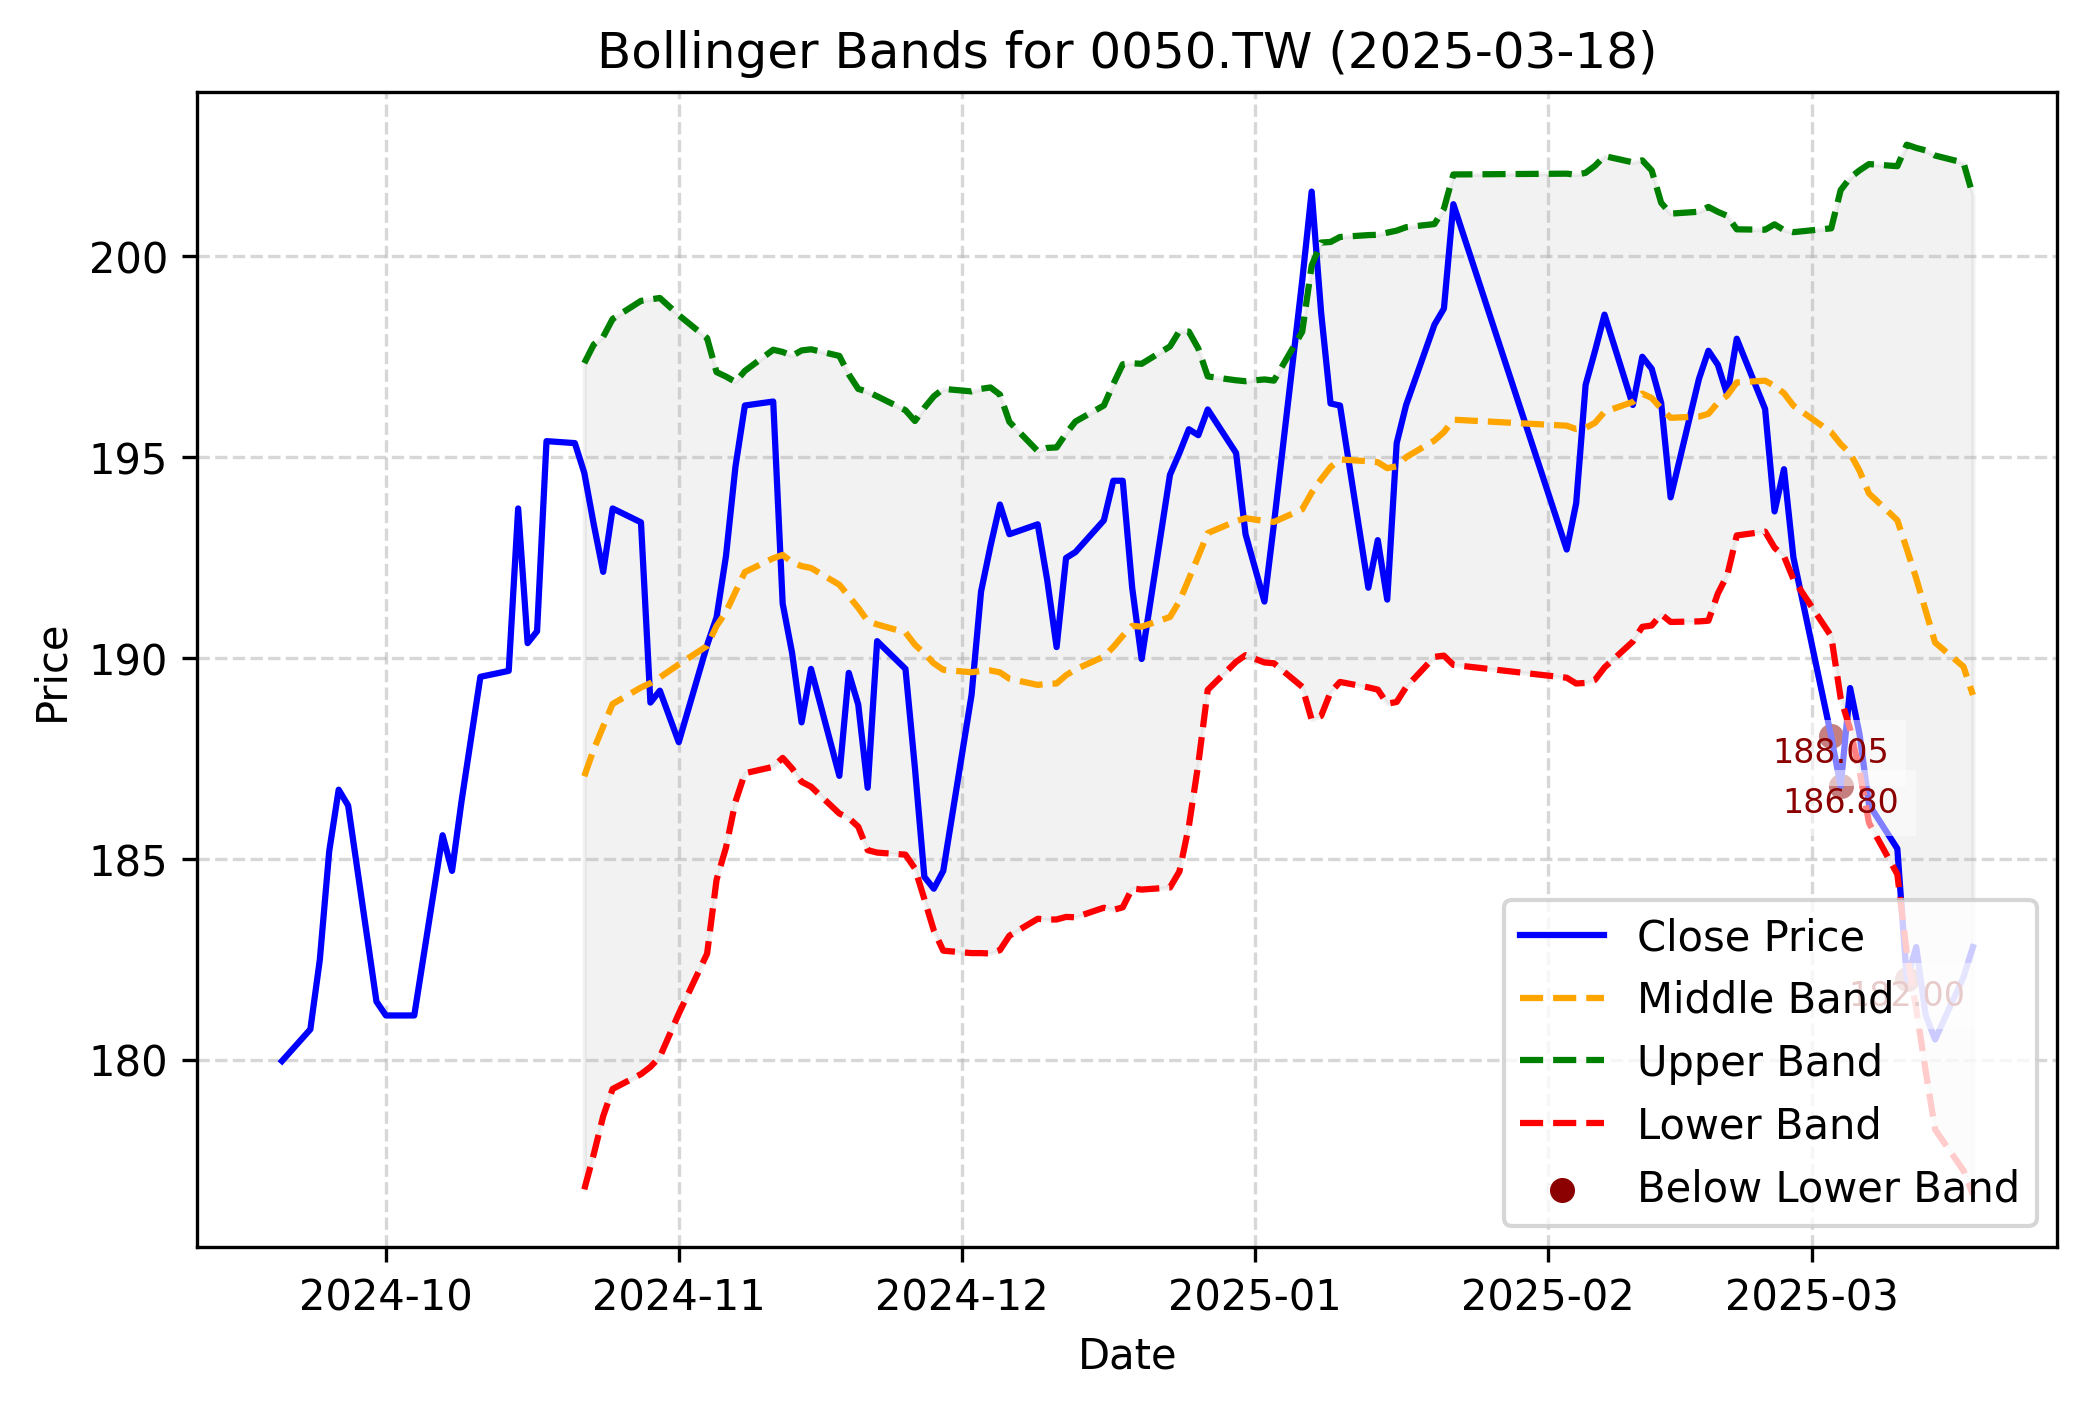 Bollinger Bands for 0050.TW (2025-03-18)
Price
200
195
190
185
180
188.05
186.80
182.00
Close Price
Middle Band
Upper Band
Lower Band
Below Lower Band
2024-10
2024-11
2024-12
2025-01
2025-02
2025-03
Date